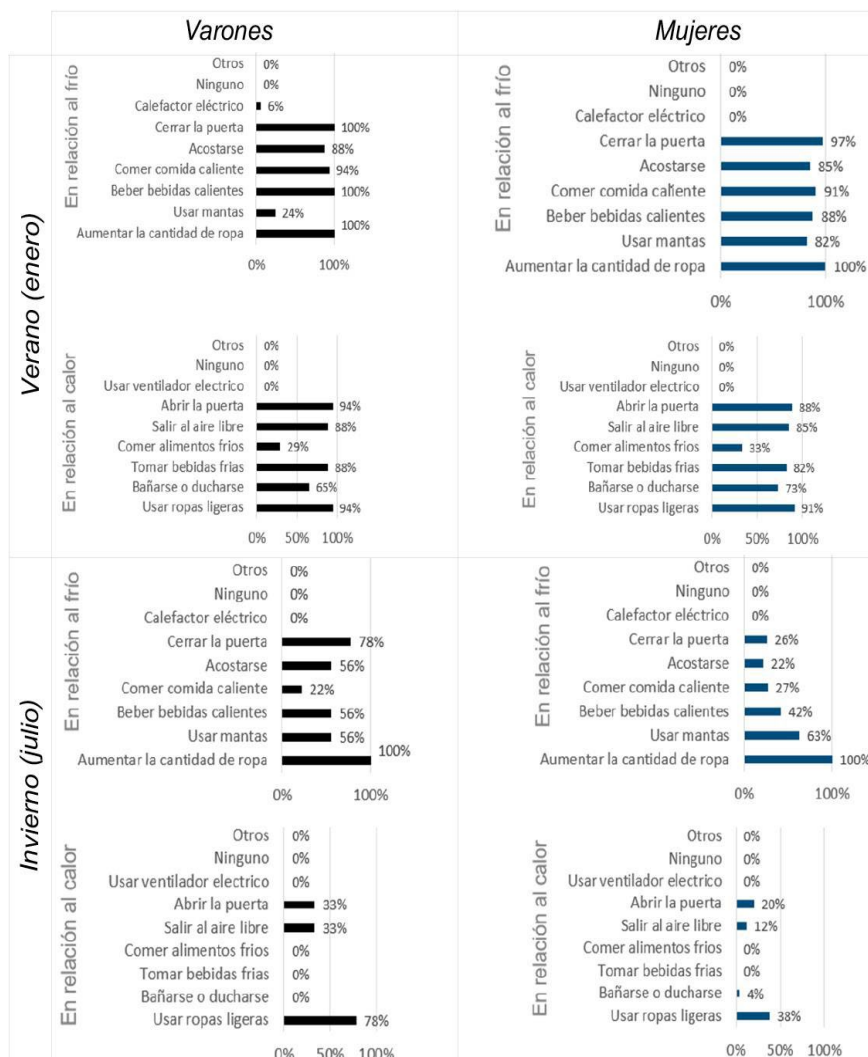 Varones
Mujeres
Verano (enero)
En relación al frío
Otros 0%
Ninguno 0%
Calefactor eléctrico 6%
Cerrar la puerta 100%
Acostarse 88%
Comer comida caliente 94%
Beber bebidas calientes 100%
Usar mantas 24%
Aumentar la cantidad de ropa 100%
0% 100%
En relación al frío
Otros 0%
Ninguno 0%
Calefactor eléctrico 0%
Cerrar la puerta 97%
Acostarse 85%
Comer comida caliente 91%
Beber bebidas calientes 88%
Usar mantas 82%
Aumentar la cantidad de ropa 100%
0% 100%
En relación al calor
Otros 0%
Ninguno 0%
Usar ventilador electrico 0%
Abrir la puerta 94%
Salir al aire libre 88%
Comer alimentos frios 29%
Tomar bebidas frias 88%
Bañarse o ducharse 65%
Usar ropas ligeras 94%
0% 50% 100%
En relación al calor
Otros 0%
Ninguno 0%
Usar ventilador electrico 0%
Abrir la puerta 88%
Salir al aire libre 85%
Comer alimentos frios 33%
Tomar bebidas frias 82%
Bañarse o ducharse 73%
Usar ropas ligeras 91%
0% 50% 100%
Invierno (julio)
En relación al frío
Otros 0%
Ninguno 0%
Calefactor eléctrico 0%
Cerrar la puerta 78%
Acostarse 56%
Comer comida caliente 22%
Beber bebidas calientes 56%
Usar mantas 56%
Aumentar la cantidad de ropa 100%
0% 100%
En relación al frío
Otros 0%
Ninguno 0%
Calefactor eléctrico 0%
Cerrar la puerta 26%
Acostarse 22%
Comer comida caliente 27%
Beber bebidas calientes 42%
Usar mantas 63%
Aumentar la cantidad de ropa 100%
0% 100%
En relación al calor
Otros 0%
Ninguno 0%
Usar ventilador electrico 0%
Abrir la puerta 33%
Salir al aire libre 33%
Comer alimentos frios 0%
Tomar bebidas frias 0%
Bañarse o ducharse 0%
Usar ropas ligeras 78%
0% 50% 100%
En relación al calor
Otros 0%
Ninguno 0%
Usar ventilador electrico 0%
Abrir la puerta 20%
Salir al aire libre 12%
Comer alimentos frios 0%
Tomar bebidas frias 0%
Bañarse o ducharse 4%
Usar ropas ligeras 38%
0% 50% 100%